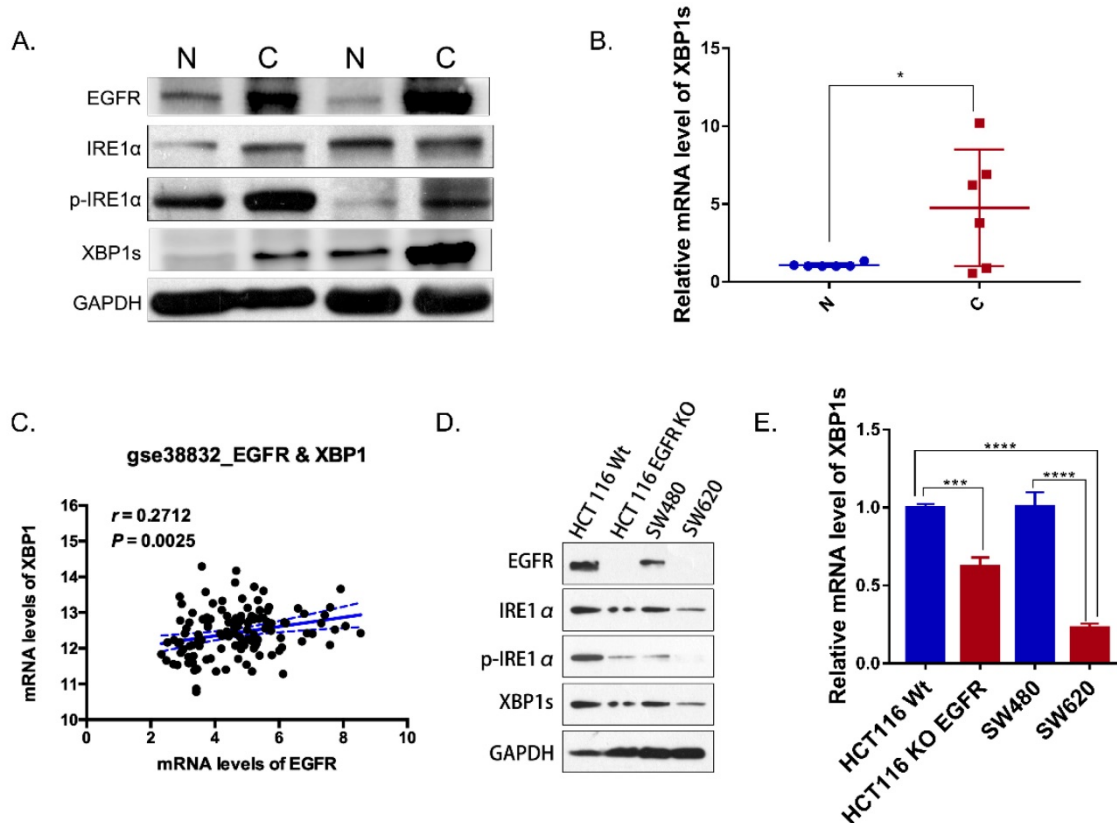 A.
N C N C
EGFR
IRE1α
p-IRE1α
XBP1s
GAPDH
B.
Relative mRNA level of XBP1s
15
10
5
0
*
N
C
C.
gse38832_EGFR & XBP1
r = 0.2712
P = 0.0025
mRNA levels of XBP1
16
15
14
13
12
11
10
0 2 4 6 8 10
mRNA levels of EGFR
D.
HCT 116 Wt
HCT 116 EGFR KO
SW480
SW620
EGFR
IRE1α
p-IRE1α
XBP1s
GAPDH
E.
Relative mRNA level of XBP1s
1.5
1.0
0.5
0.0
****
*** ****
HCT116 Wt
HCT116 KO EGFR
SW480
SW620